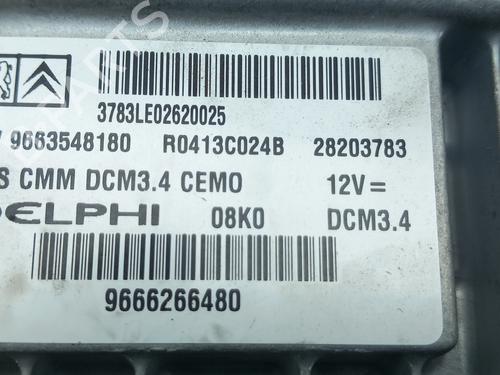 3783LE02620025
9663548180 R0413C024B 28203783
S CMM DCM3.4 CEMO 12V=
DELPHI 08K0 DCM3.4
9666266480